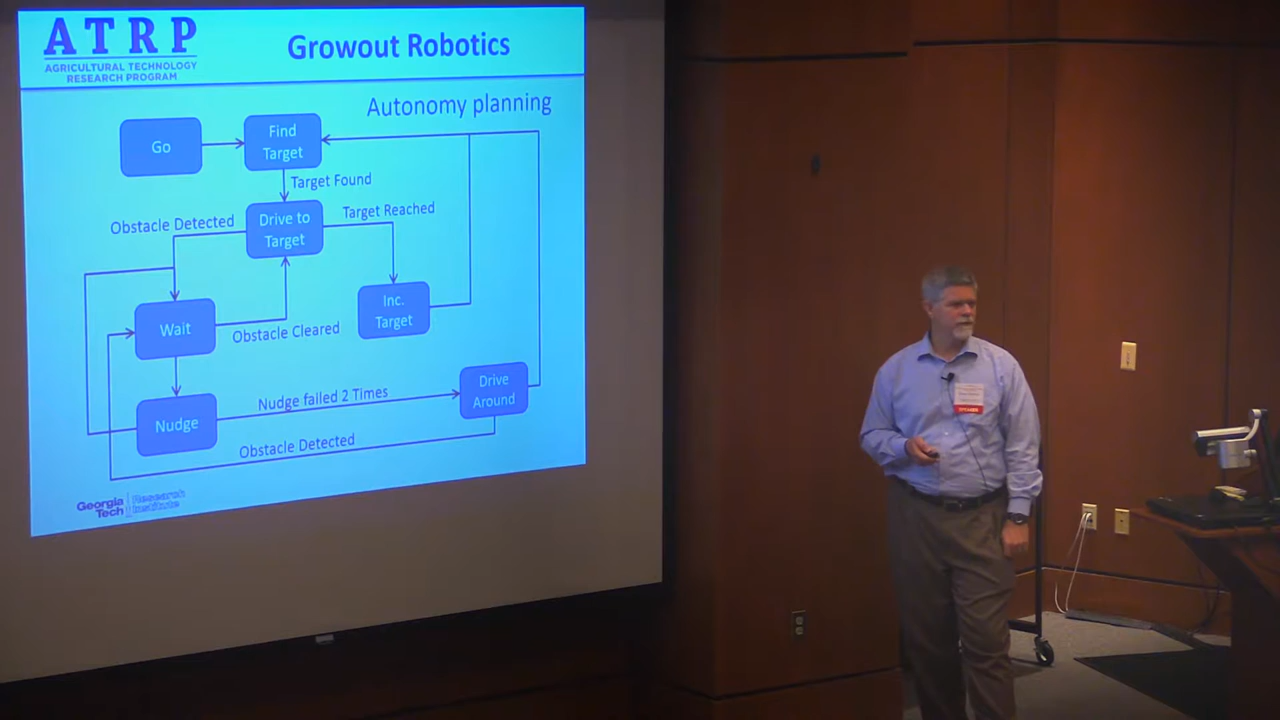 ATRP
AGRICULTURAL TECHNOLOGY
RESEARCH PROGRAM
Growout Robotics
Autonomy planning
Go
Find
Target
Target Found
Obstacle Detected
Drive to
Target
Target Reached
Inc.
Target
Wait
Obstacle Cleared
Nudge
Nudge failed 2 Times
Drive
Around
Obstacle Detected
Georgia
Tech
Research
Institute
SPEAKER